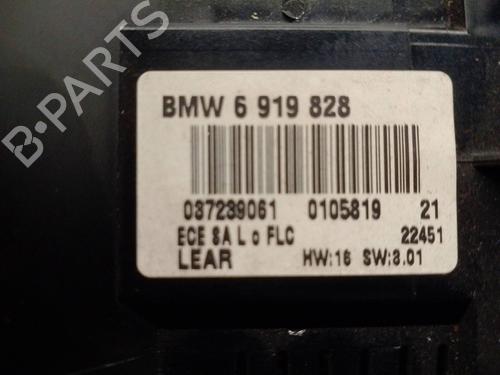 B-PARTS
BMW 6 919 828
037239061 0105819 21
ECE SA L o FLC 22451
LEAR HW:16 SW:3.01